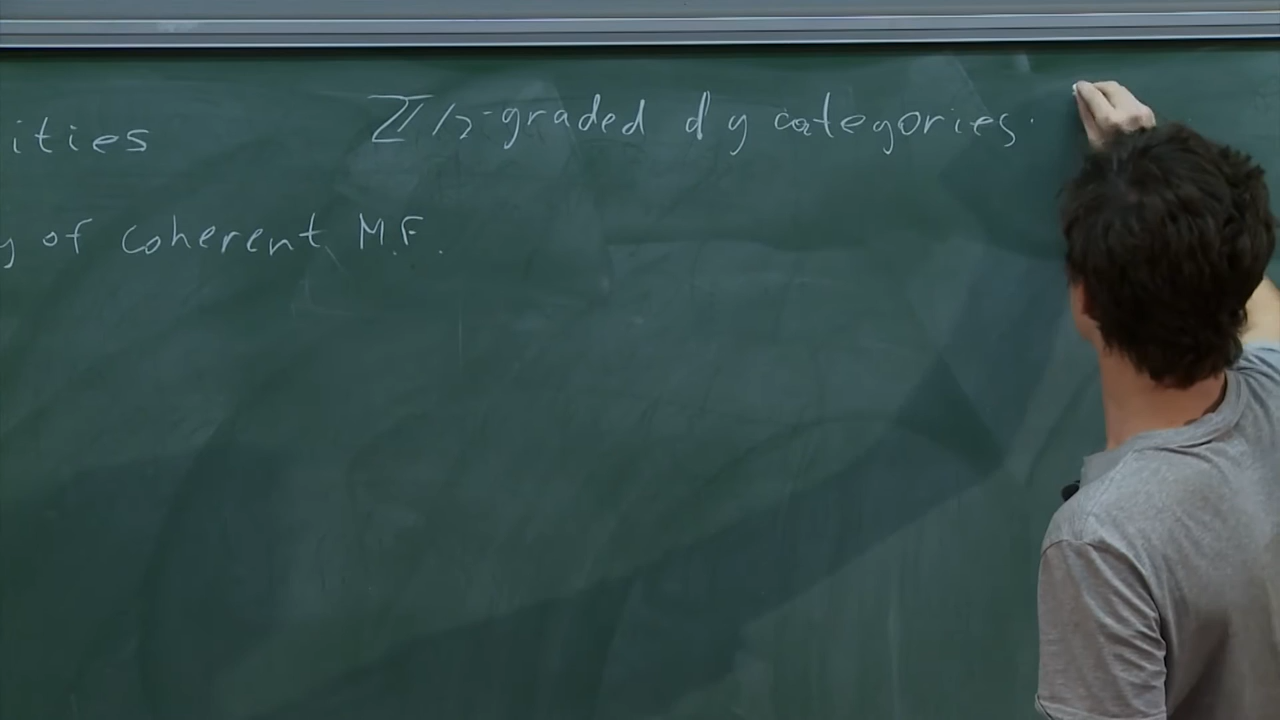 ities
ℤ/2-graded dg categories.
y of coherent M.F.